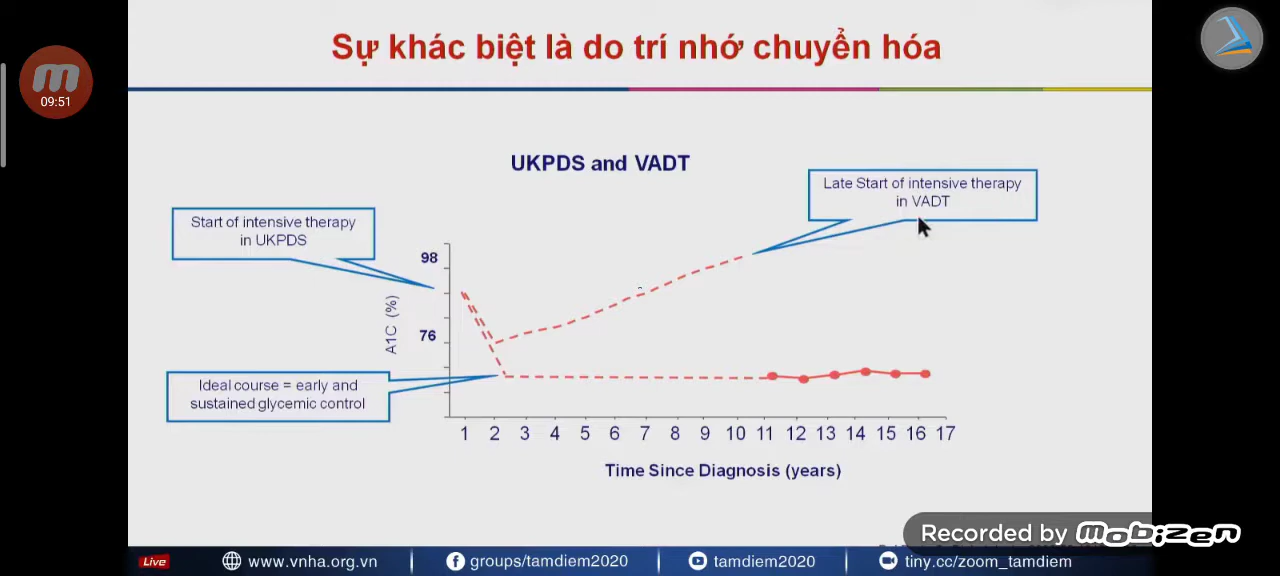 Sự khác biệt là do trí nhớ chuyển hóa
09:51
UKPDS and VADT
Late Start of intensive therapy
in VADT
Start of intensive therapy
in UKPDS
98
76
A1C (%)
Ideal course = early and
sustained glycemic control
1 2 3 4 5 6 7 8 9 10 11 12 13 14 15 16 17
Time Since Diagnosis (years)
Recorded by mobizen
Live www.vnha.org.vn groups/tamdiem2020 tamdiem2020 tiny.cc/zoom_tamdiem